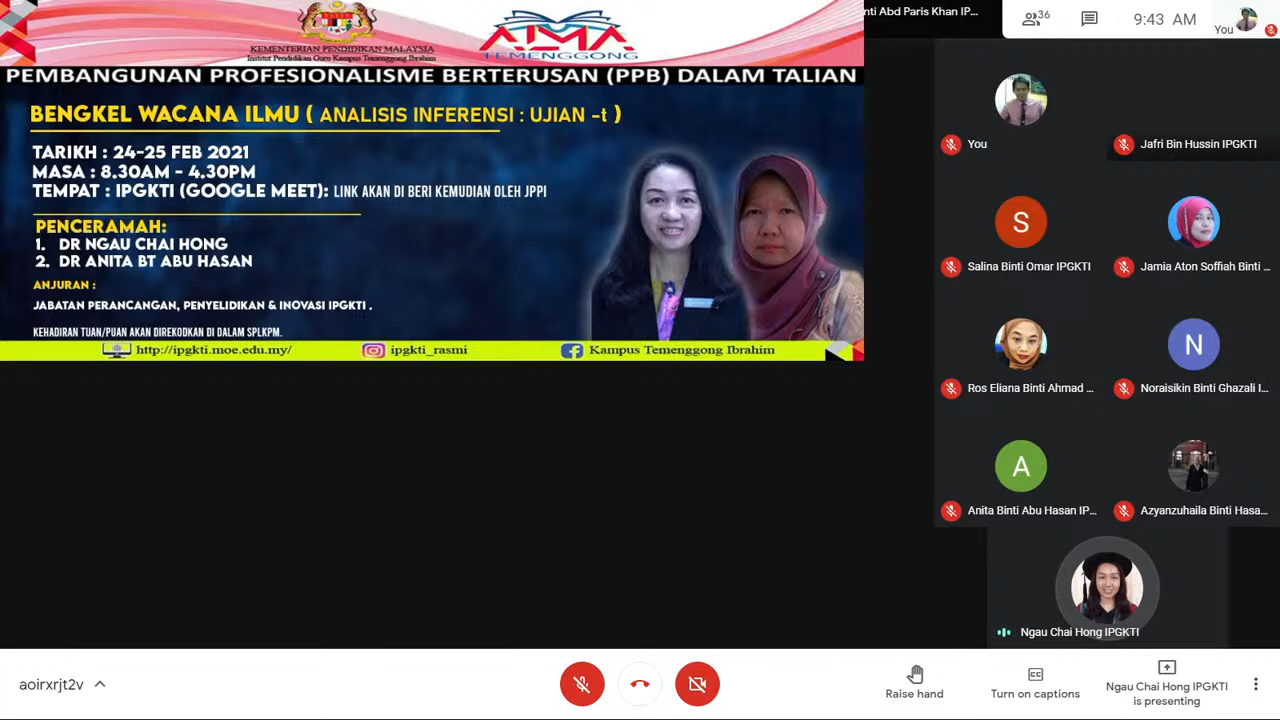 KEMENTERIAN PENDIDIKAN MALAYSIA
Institut Pendidikan Guru Kampus Temenggong Ibrahim
ATMA
TEMENGGONG
PEMBANGUNAN PROFESIONALISME BERTERUSAN (PPB) DALAM TALIAN
BENGKEL WACANA ILMU ( ANALISIS INFERENSI : UJIAN -t )
TARIKH : 24-25 FEB 2021
MASA : 8.30AM - 4.30PM
TEMPAT : IPGKTI (GOOGLE MEET): LINK AKAN DI BERI KEMUDIAN OLEH JPPI
PENCERAMAH:
1. DR NGAU CHAI HONG
2. DR ANITA BT ABU HASAN
ANJURAN :
JABATAN PERANCANGAN, PENYELIDIKAN & INOVASI IPGKTI .
KEHADIRAN TUAN/PUAN AKAN DIREKODKAN DI DALAM SPLKPM.
http://ipgkti.moe.edu.my/
ipgkti_rasmi
Kampus Temenggong Ibrahim
nti Abd Paris Khan IP...
36
9:43 AM
You
You
Jafri Bin Hussin IPGKTI
S
Salina Binti Omar IPGKTI
Jamia Aton Soffiah Binti ...
Ros Eliana Binti Ahmad ...
N
Noraisikin Binti Ghazali I...
A
Anita Binti Abu Hasan IP...
Azyanzuhaila Binti Hasa...
Ngau Chai Hong IPGKTI
aoirxrjt2v
Raise hand
CC
Turn on captions
Ngau Chai Hong IPGKTI
is presenting